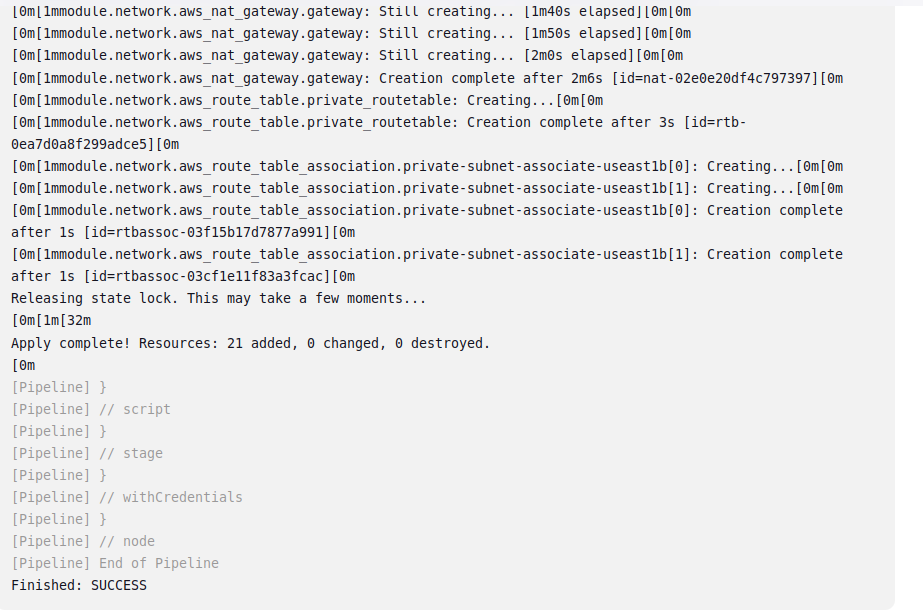 [0m[1mmodule.network.aws_nat_gateway.gateway: Still creating... [1m40s elapsed][0m[0m
[0m[1mmodule.network.aws_nat_gateway.gateway: Still creating... [1m50s elapsed][0m[0m
[0m[1mmodule.network.aws_nat_gateway.gateway: Still creating... [2m0s elapsed][0m[0m
[0m[1mmodule.network.aws_nat_gateway.gateway: Creation complete after 2m6s [id=nat-02e0e20df4c797397][0m
[0m[1mmodule.network.aws_route_table.private_routetable: Creating...[0m[0m
[0m[1mmodule.network.aws_route_table.private_routetable: Creation complete after 3s [id=rtb-
0ea7d0a8f299adce5][0m
[0m[1mmodule.network.aws_route_table_association.private-subnet-associate-useast1b[0]: Creating...[0m[0m
[0m[1mmodule.network.aws_route_table_association.private-subnet-associate-useast1b[1]: Creating...[0m[0m
[0m[1mmodule.network.aws_route_table_association.private-subnet-associate-useast1b[0]: Creation complete
after 1s [id=rtbassoc-03f15b17d7877a991][0m
[0m[1mmodule.network.aws_route_table_association.private-subnet-associate-useast1b[1]: Creation complete
after 1s [id=rtbassoc-03cf1e11f83a3fcac][0m
Releasing state lock. This may take a few moments...
[0m[1m[32m
Apply complete! Resources: 21 added, 0 changed, 0 destroyed.
[0m
[Pipeline] }
[Pipeline] // script
[Pipeline] }
[Pipeline] // stage
[Pipeline] }
[Pipeline] // withCredentials
[Pipeline] }
[Pipeline] // node
[Pipeline] End of Pipeline
Finished: SUCCESS